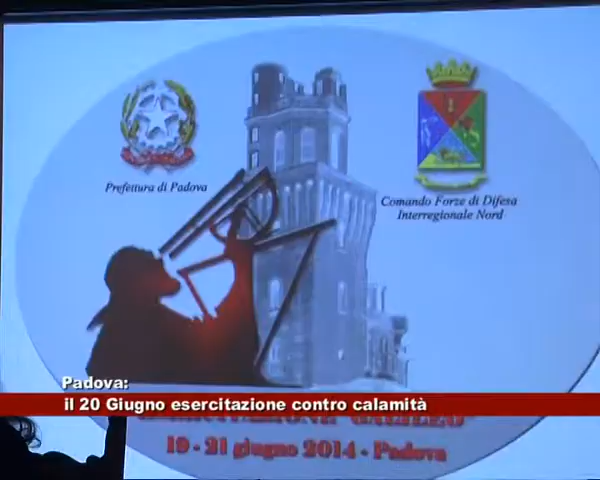 Prefettura di Padova
Comando Forze di Difesa
Interregionale Nord
Padova:
il 20 Giugno esercitazione contro calamità
"GALILEO"
19 - 21 giugno 2014 - Padova